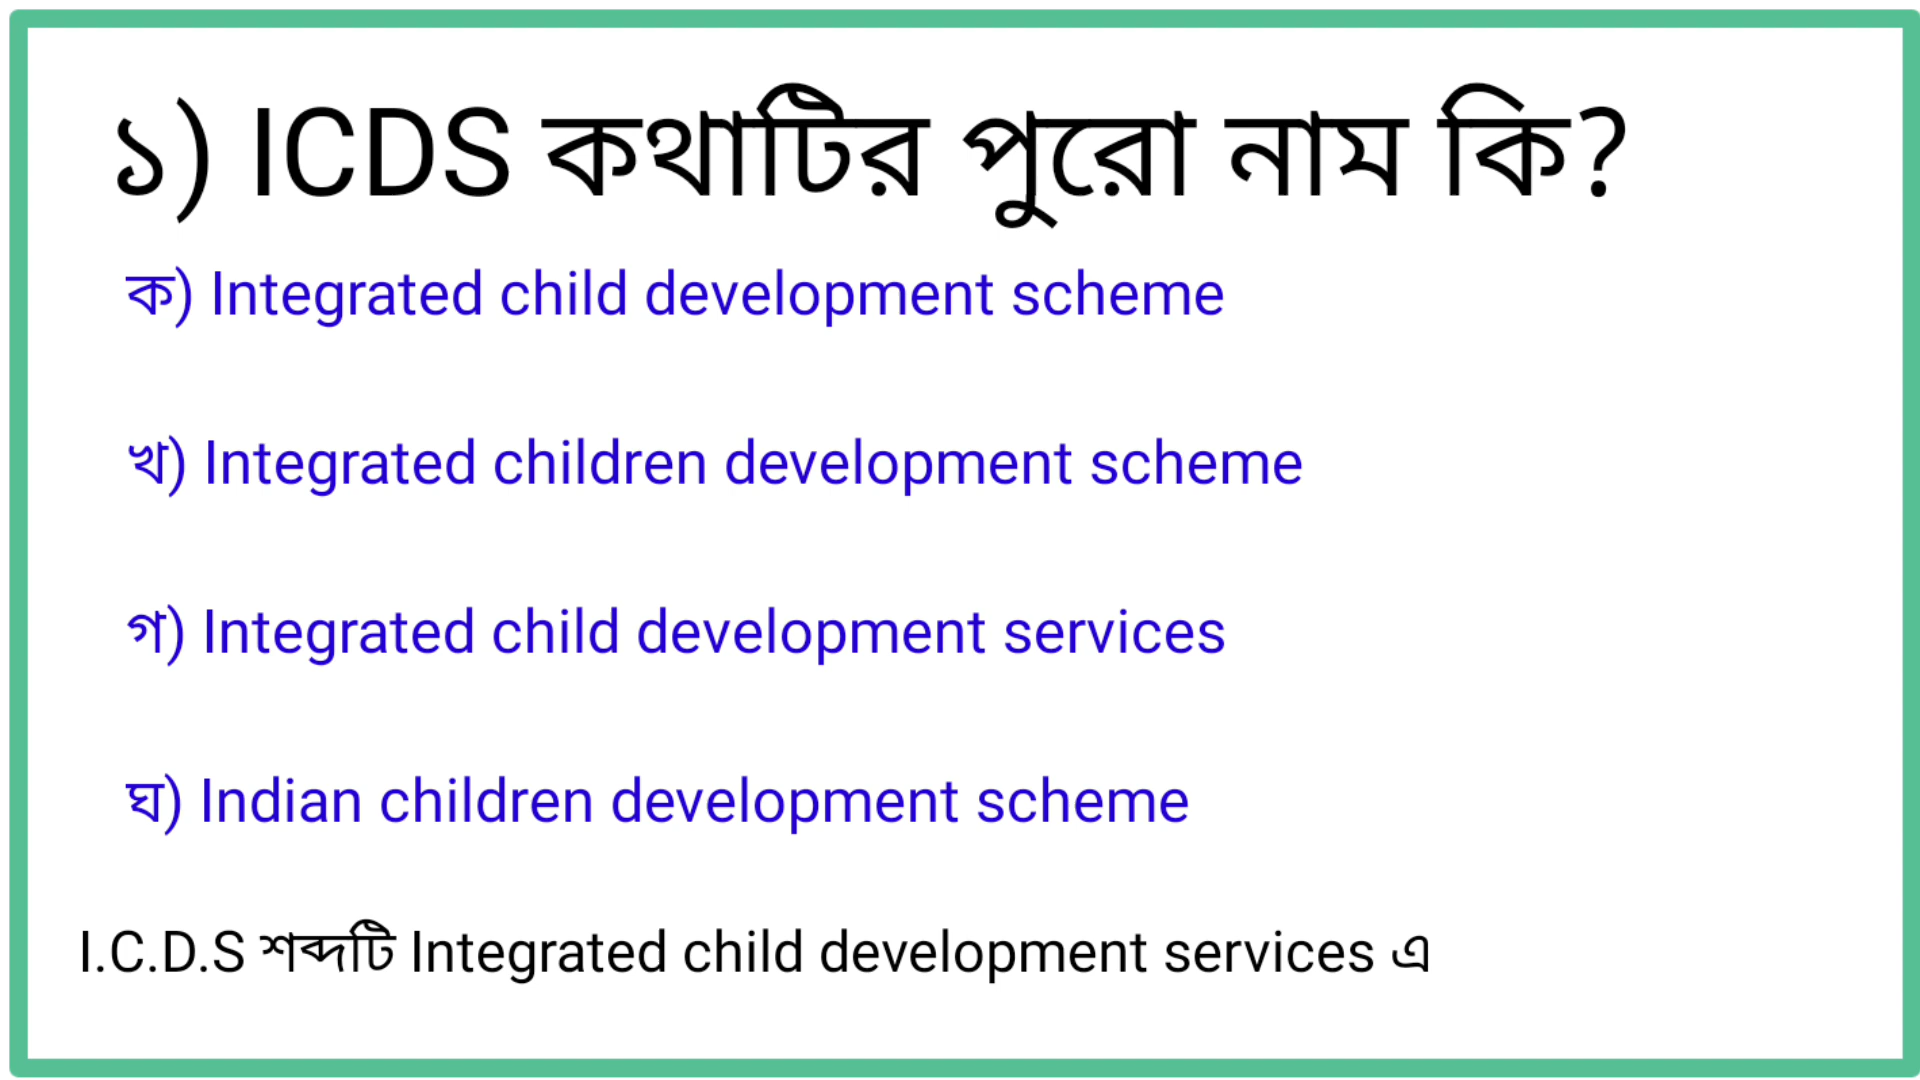 ১) ICDS কথাটির পুরো নাম কি?
ক) Integrated child development scheme
খ) Integrated children development scheme
গ) Integrated child development services
ঘ) Indian children development scheme
I.C.D.S শব্দটি Integrated child development services এ